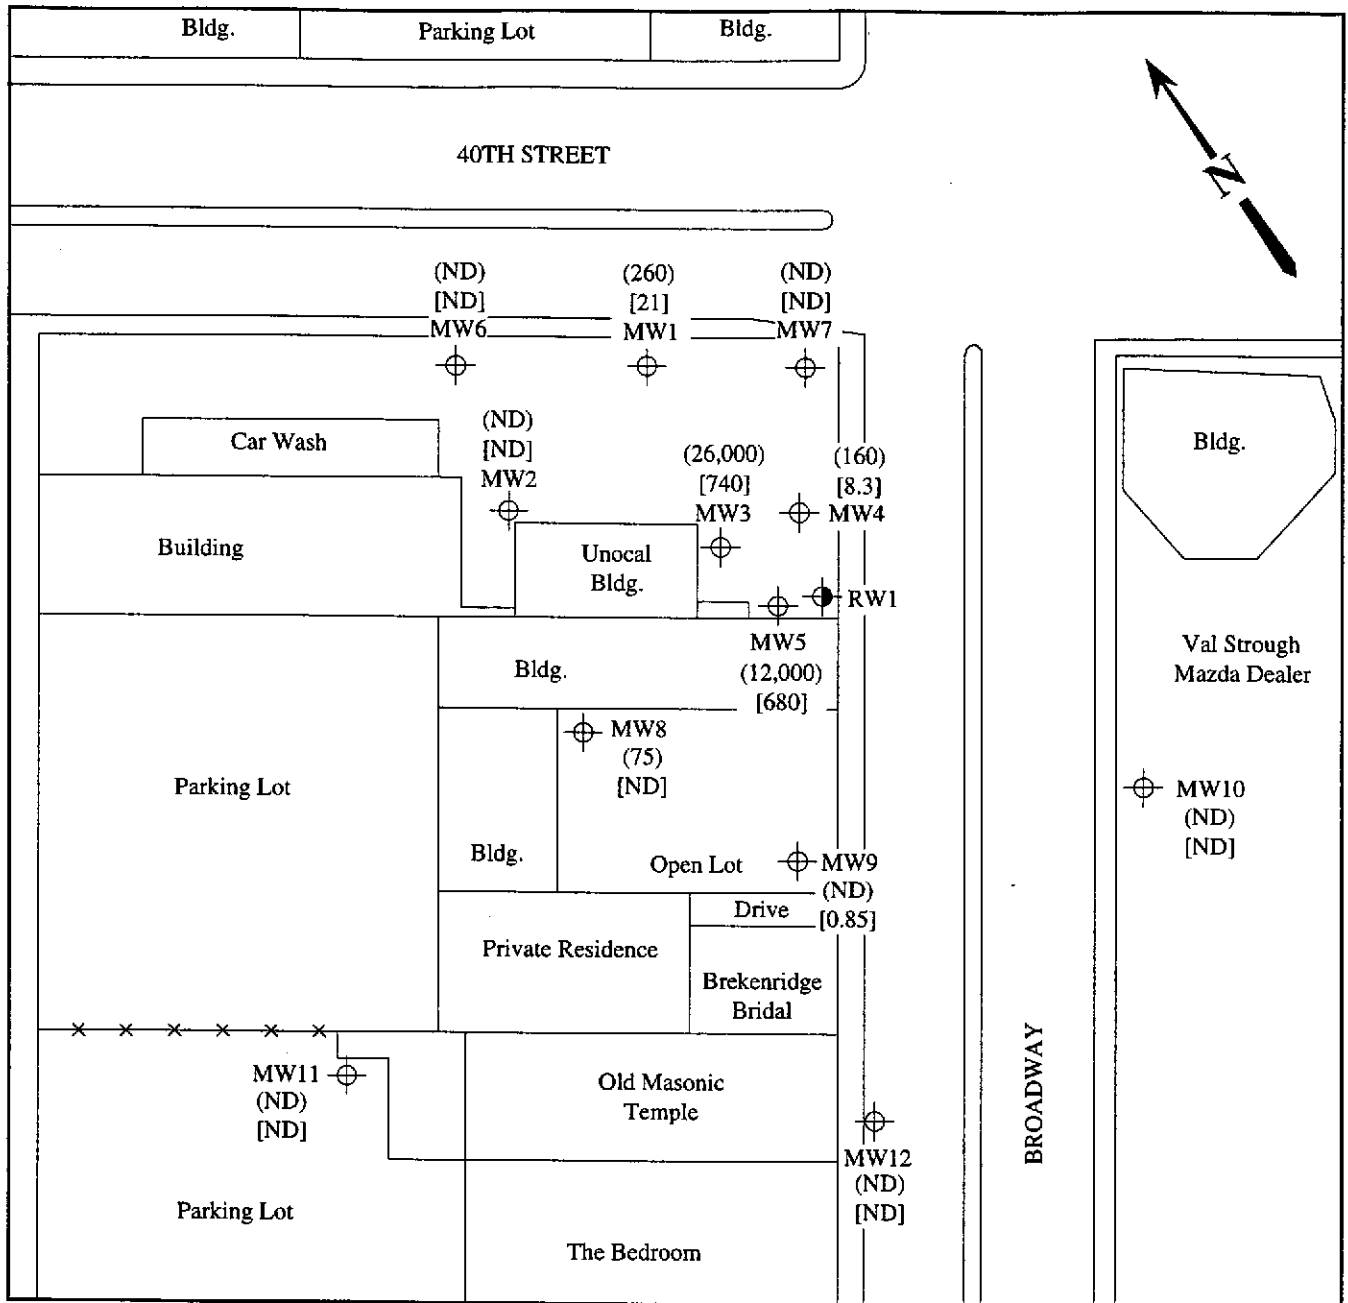 Bldg.
Parking Lot
Bldg.
40TH STREET
N
(ND)
[ND]
MW6
(260)
[21]
MW1
(ND)
[ND]
MW7
Car Wash
(ND)
[ND]
MW2
(26,000)
[740]
MW3
(160)
[8.3]
MW4
Bldg.
Building
Unocal
Bldg.
RW1
MW5
(12,000)
[680]
Bldg.
Val Strough
Mazda Dealer
MW8
(75)
[ND]
Parking Lot
MW10
(ND)
[ND]
Bldg.
Open Lot
MW9
(ND)
[0.85]
Drive
Private Residence
Brekenridge
Bridal
MW11
(ND)
[ND]
Old Masonic
Temple
BROADWAY
MW12
(ND)
[ND]
Parking Lot
The Bedroom